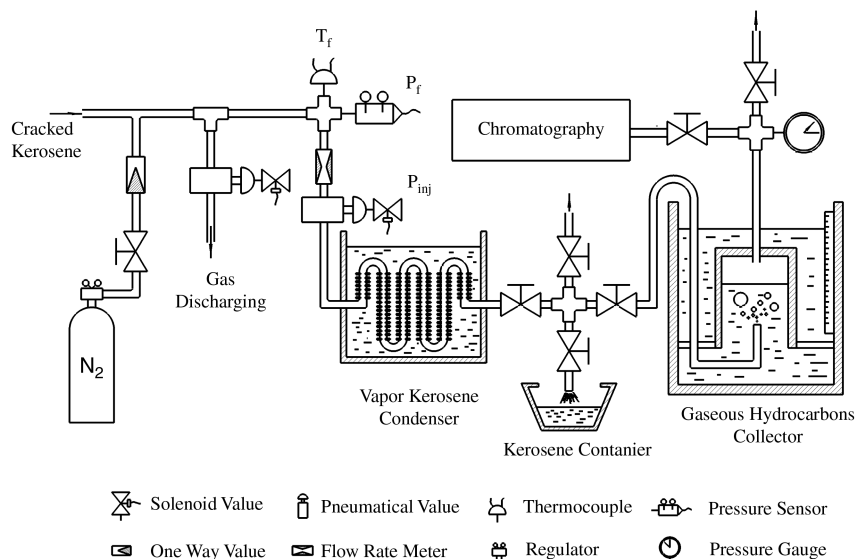 T_f
P_f
Cracked
Kerosene
Chromatography
P_inj
Gas
Discharging
N₂
Vapor Kerosene
Condenser
Kerosene Contanier
Gaseous Hydrocarbons
Collector
Solenoid Value
Pneumatical Value
Thermocouple
Pressure Sensor
One Way Value
Flow Rate Meter
Regulator
Pressure Gauge